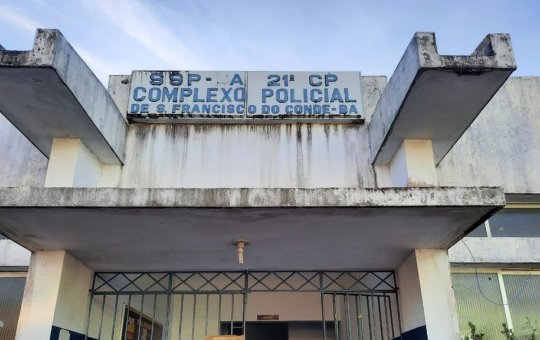 SSP- A 21ª CP
COMPLEXO POLICIAL
DE S. FRANCISCO DO CONDE-BA